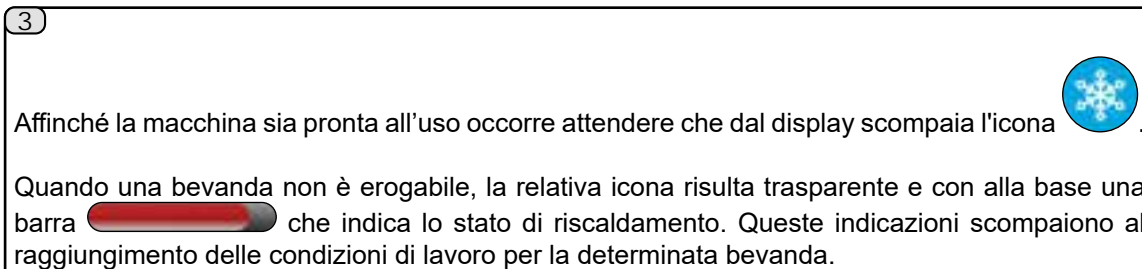 3
Affinché la macchina sia pronta all’uso occorre attendere che dal display scompaia l'icona .
Quando una bevanda non è erogabile, la relativa icona risulta trasparente e con alla base una
barra che indica lo stato di riscaldamento. Queste indicazioni scompaiono al
raggiungimento delle condizioni di lavoro per la determinata bevanda.